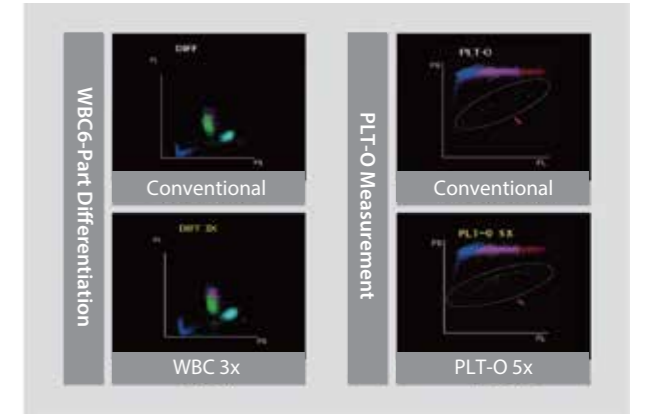 WBC6-Part Differentiation
DIFF
Conventional
DIFF 3X
WBC 3x
PLT-O Measurement
PLT-O
Conventional
PLT-O 5X
PLT-O 5x